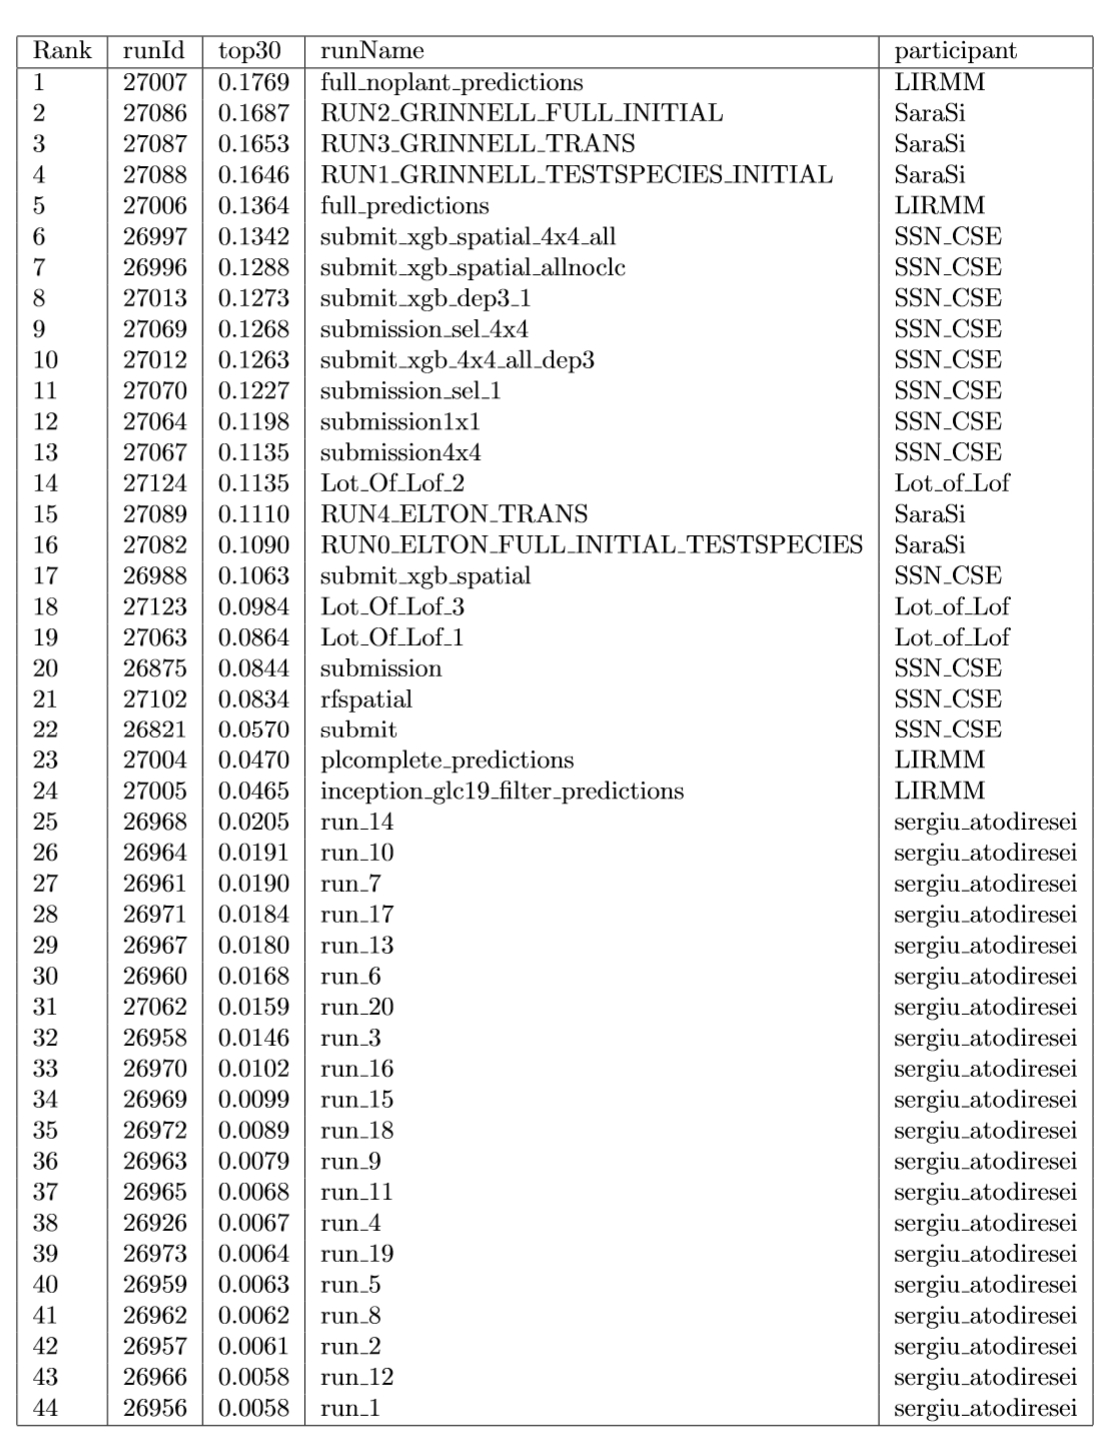 Rank runId top30 runName participant
1 27007 0.1769 full_noplant_predictions LIRMM
2 27086 0.1687 RUN2_GRINNELL_FULL_INITIAL SaraSi
3 27087 0.1653 RUN3_GRINNELL_TRANS SaraSi
4 27088 0.1646 RUN1_GRINNELL_TESTSPECIES_INITIAL SaraSi
5 27006 0.1364 full_predictions LIRMM
6 26997 0.1342 submit_xgb_spatial_4x4_all SSN_CSE
7 26996 0.1288 submit_xgb_spatial_allnoclc SSN_CSE
8 27013 0.1273 submit_xgb_dep3_1 SSN_CSE
9 27069 0.1268 submission_sel_4x4 SSN_CSE
10 27012 0.1263 submit_xgb_4x4_all_dep3 SSN_CSE
11 27070 0.1227 submission_sel_1 SSN_CSE
12 27064 0.1198 submission1x1 SSN_CSE
13 27067 0.1135 submission4x4 SSN_CSE
14 27124 0.1135 Lot_Of_Lof_2 Lot_of_Lof
15 27089 0.1110 RUN4_ELTON_TRANS SaraSi
16 27082 0.1090 RUN0_ELTON_FULL_INITIAL_TESTSPECIES SaraSi
17 26988 0.1063 submit_xgb_spatial SSN_CSE
18 27123 0.0984 Lot_Of_Lof_3 Lot_of_Lof
19 27063 0.0864 Lot_Of_Lof_1 Lot_of_Lof
20 26875 0.0844 submission SSN_CSE
21 27102 0.0834 rfspatial SSN_CSE
22 26821 0.0570 submit SSN_CSE
23 27004 0.0470 plcomplete_predictions LIRMM
24 27005 0.0465 inception_glc19_filter_predictions LIRMM
25 26968 0.0205 run_14 sergiu_atodiresei
26 26964 0.0191 run_10 sergiu_atodiresei
27 26961 0.0190 run_7 sergiu_atodiresei
28 26971 0.0184 run_17 sergiu_atodiresei
29 26967 0.0180 run_13 sergiu_atodiresei
30 26960 0.0168 run_6 sergiu_atodiresei
31 27062 0.0159 run_20 sergiu_atodiresei
32 26958 0.0146 run_3 sergiu_atodiresei
33 26970 0.0102 run_16 sergiu_atodiresei
34 26969 0.0099 run_15 sergiu_atodiresei
35 26972 0.0089 run_18 sergiu_atodiresei
36 26963 0.0079 run_9 sergiu_atodiresei
37 26965 0.0068 run_11 sergiu_atodiresei
38 26926 0.0067 run_4 sergiu_atodiresei
39 26973 0.0064 run_19 sergiu_atodiresei
40 26959 0.0063 run_5 sergiu_atodiresei
41 26962 0.0062 run_8 sergiu_atodiresei
42 26957 0.0061 run_2 sergiu_atodiresei
43 26966 0.0058 run_12 sergiu_atodiresei
44 26956 0.0058 run_1 sergiu_atodiresei